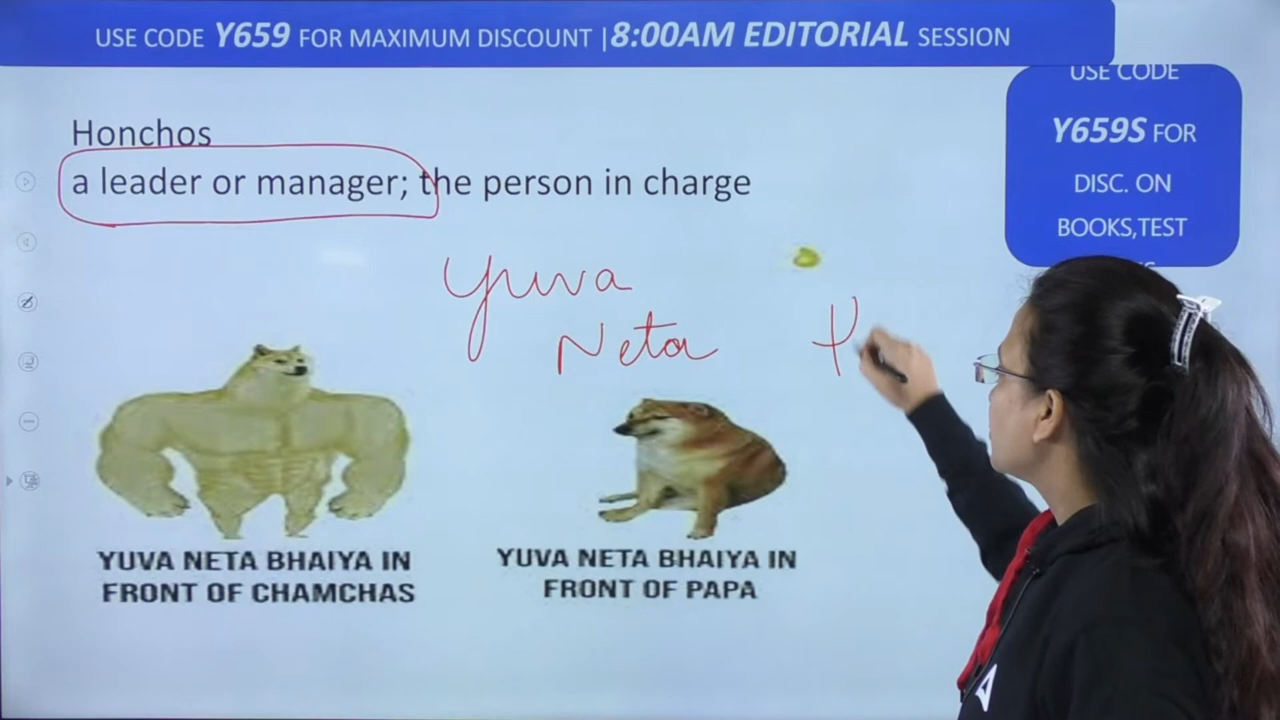 USE CODE Y659 FOR MAXIMUM DISCOUNT |8:00AM EDITORIAL SESSION
USE CODE
Y659S FOR
DISC. ON
BOOKS,TEST
Honchos
a leader or manager; the person in charge
Yuva
Neta
YUVA NETA BHAIYA IN
FRONT OF CHAMCHAS
YUVA NETA BHAIYA IN
FRONT OF PAPA